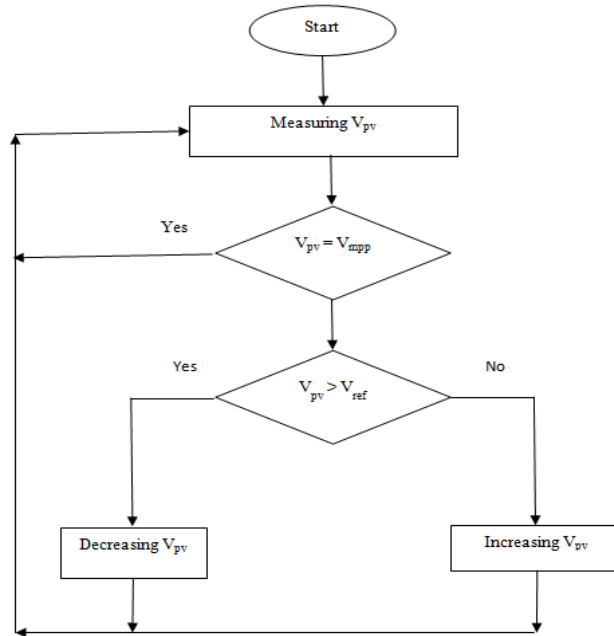 Start
Measuring Vpv
Yes
Vpv = Vmpp
Yes
Vpv > Vref
No
Decreasing Vpv
Increasing Vpv